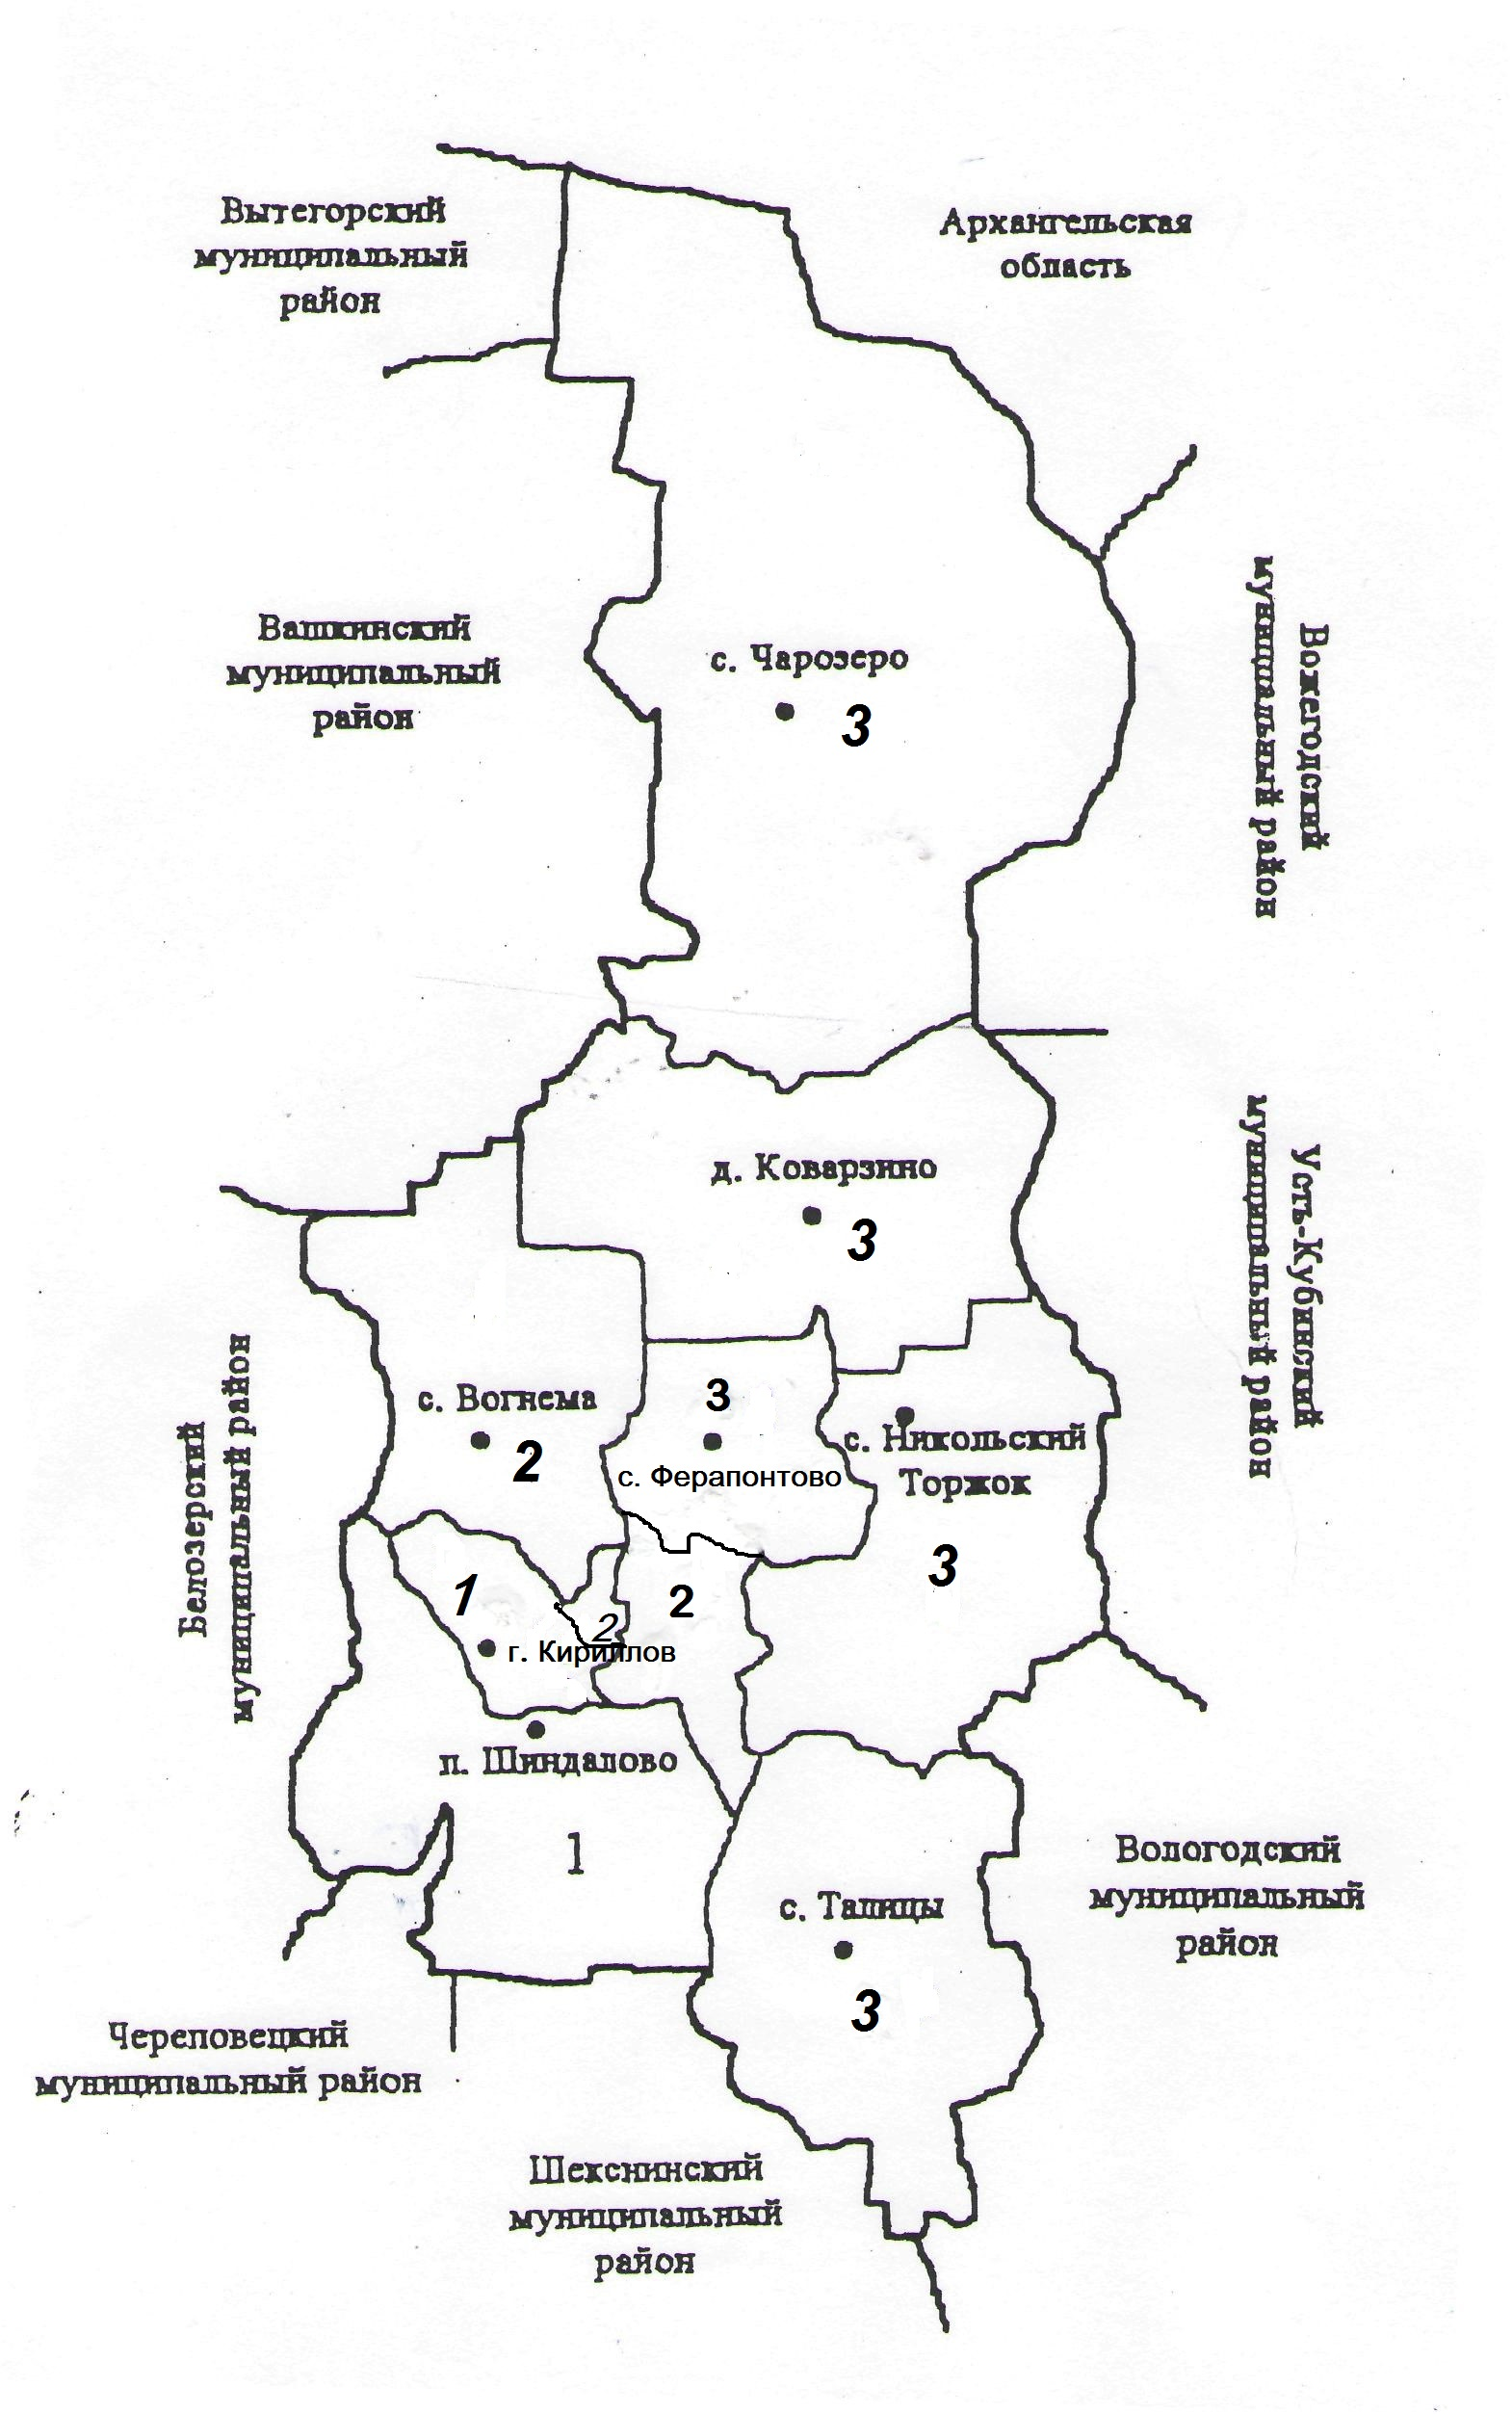 Вытегорский
муниципальный
район
Архангельская
область
Вожегодский
муниципальный район
Вашкинский
муниципальный
район
с. Чарозеро
3
Усть-Кубинский
муниципальный район
д. Коварзино
3
Белозерский
муниципальный район
с. Вогнема
2
3
с. Ферапонтово
с. Никольский
Торжок
3
1
2
2
г. Кириллов
п. Шиндалово
1
Вологодский
муниципальный
район
с. Талицы
3
Череповецкий
муниципальный район
Шекснинский
муниципальный
район